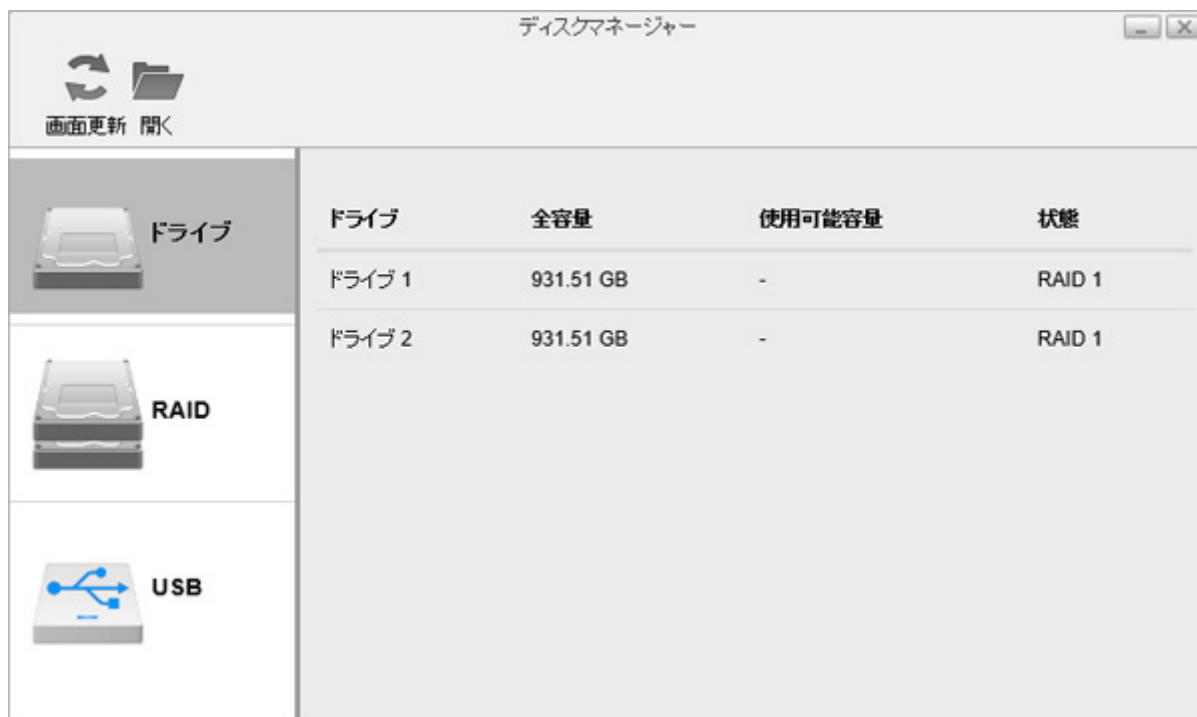 ディスクマネージャー
画面更新 開く
ドライブ
RAID
USB
ドライブ 全容量 使用可能容量 状態
ドライブ 1 931.51 GB - RAID 1
ドライブ 2 931.51 GB - RAID 1